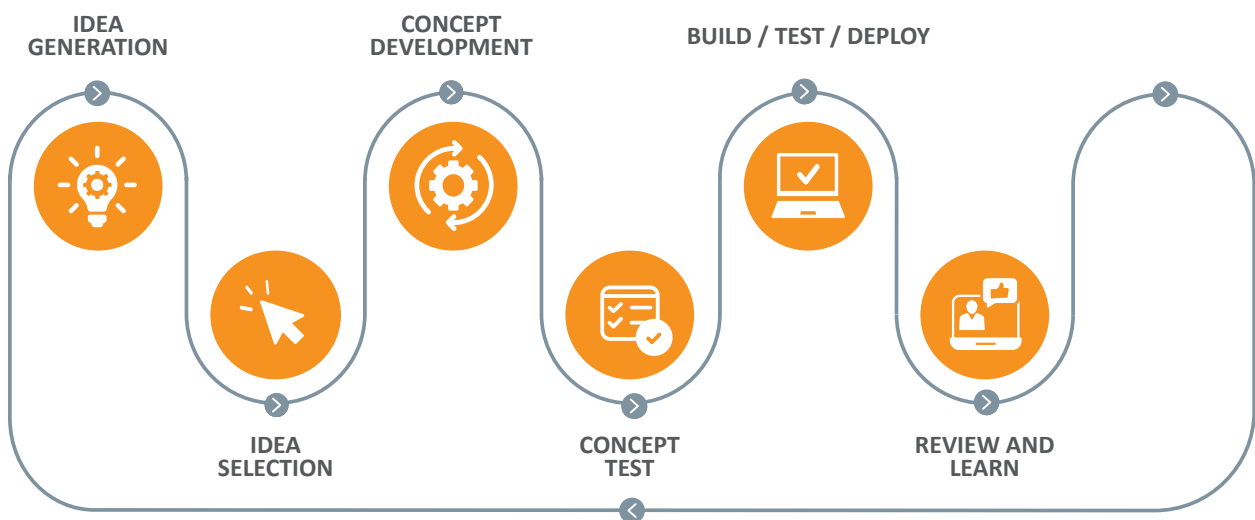 IDEA
GENERATION
IDEA
SELECTION
CONCEPT
DEVELOPMENT
CONCEPT
TEST
BUILD / TEST / DEPLOY
REVIEW AND
LEARN